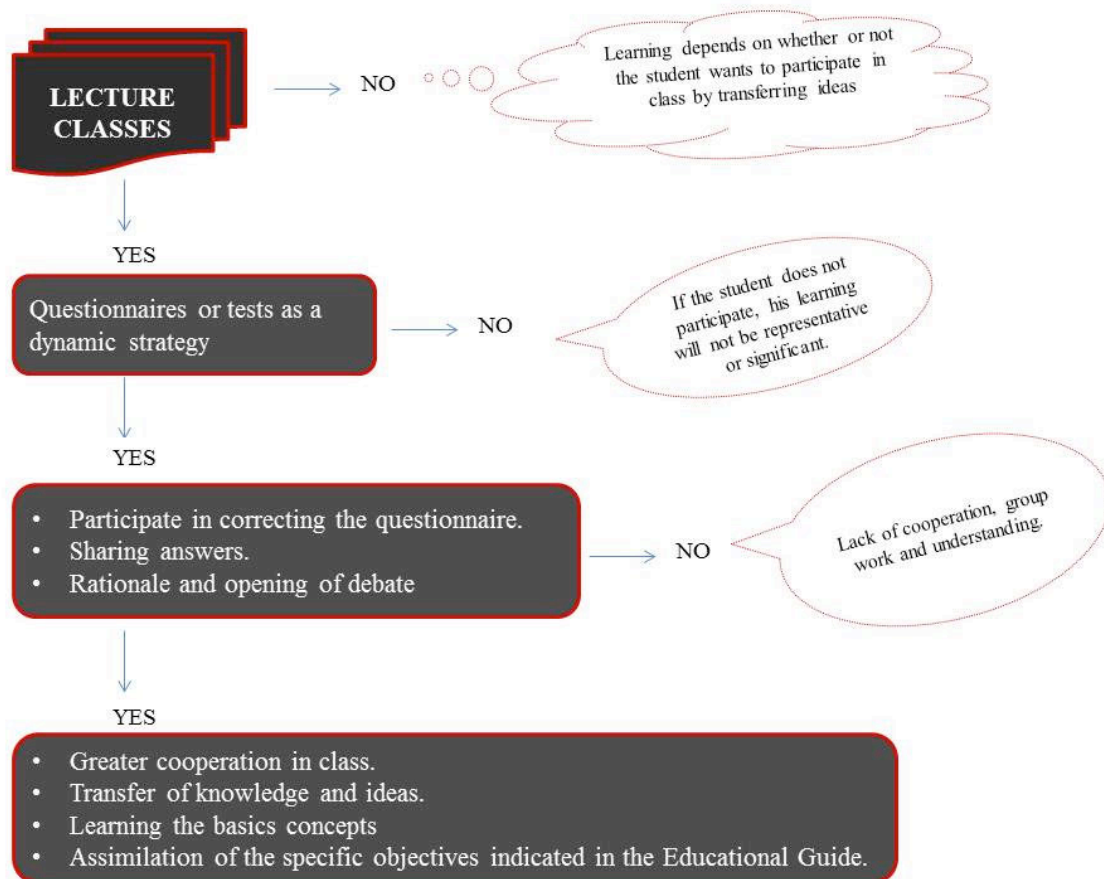 LECTURE
CLASSES
NO
Learning depends on whether or not
the student wants to participate in
class by transferring ideas
YES
Questionnaires or tests as a
dynamic strategy
NO
If the student does not
participate, his learning
will not be representative
or significant.
YES
• Participate in correcting the questionnaire.
• Sharing answers.
• Rationale and opening of debate
NO
Lack of cooperation, group
work and understanding.
YES
• Greater cooperation in class.
• Transfer of knowledge and ideas.
• Learning the basics concepts
• Assimilation of the specific objectives indicated in the Educational Guide.